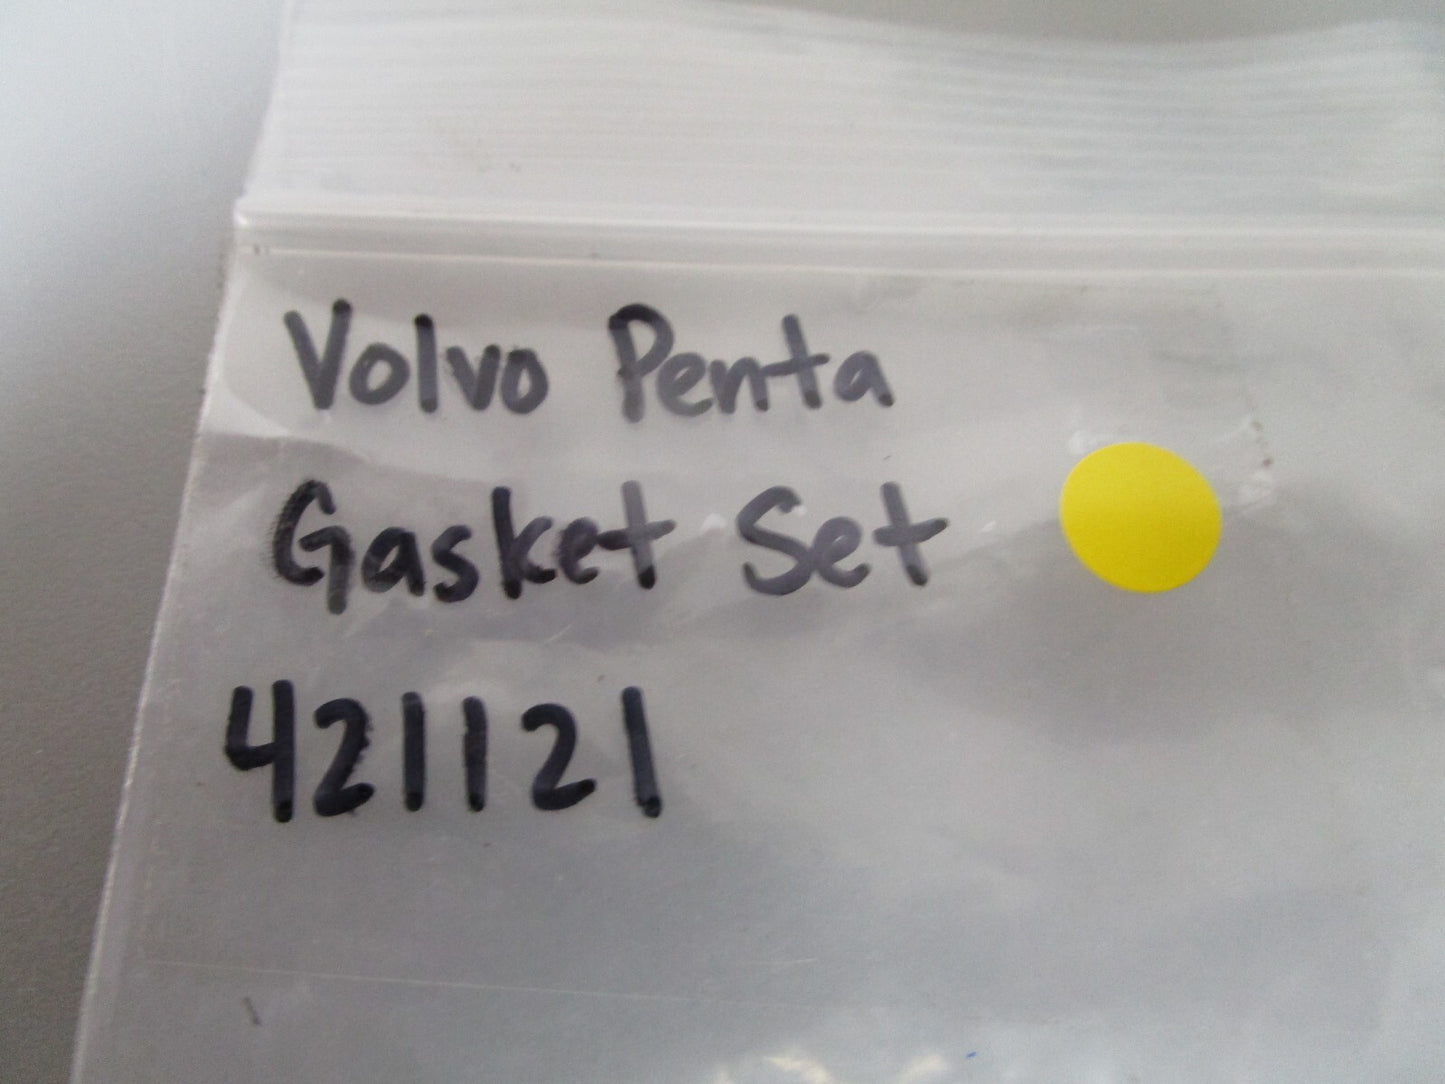 Volvo Penta
Gasket Set
421121